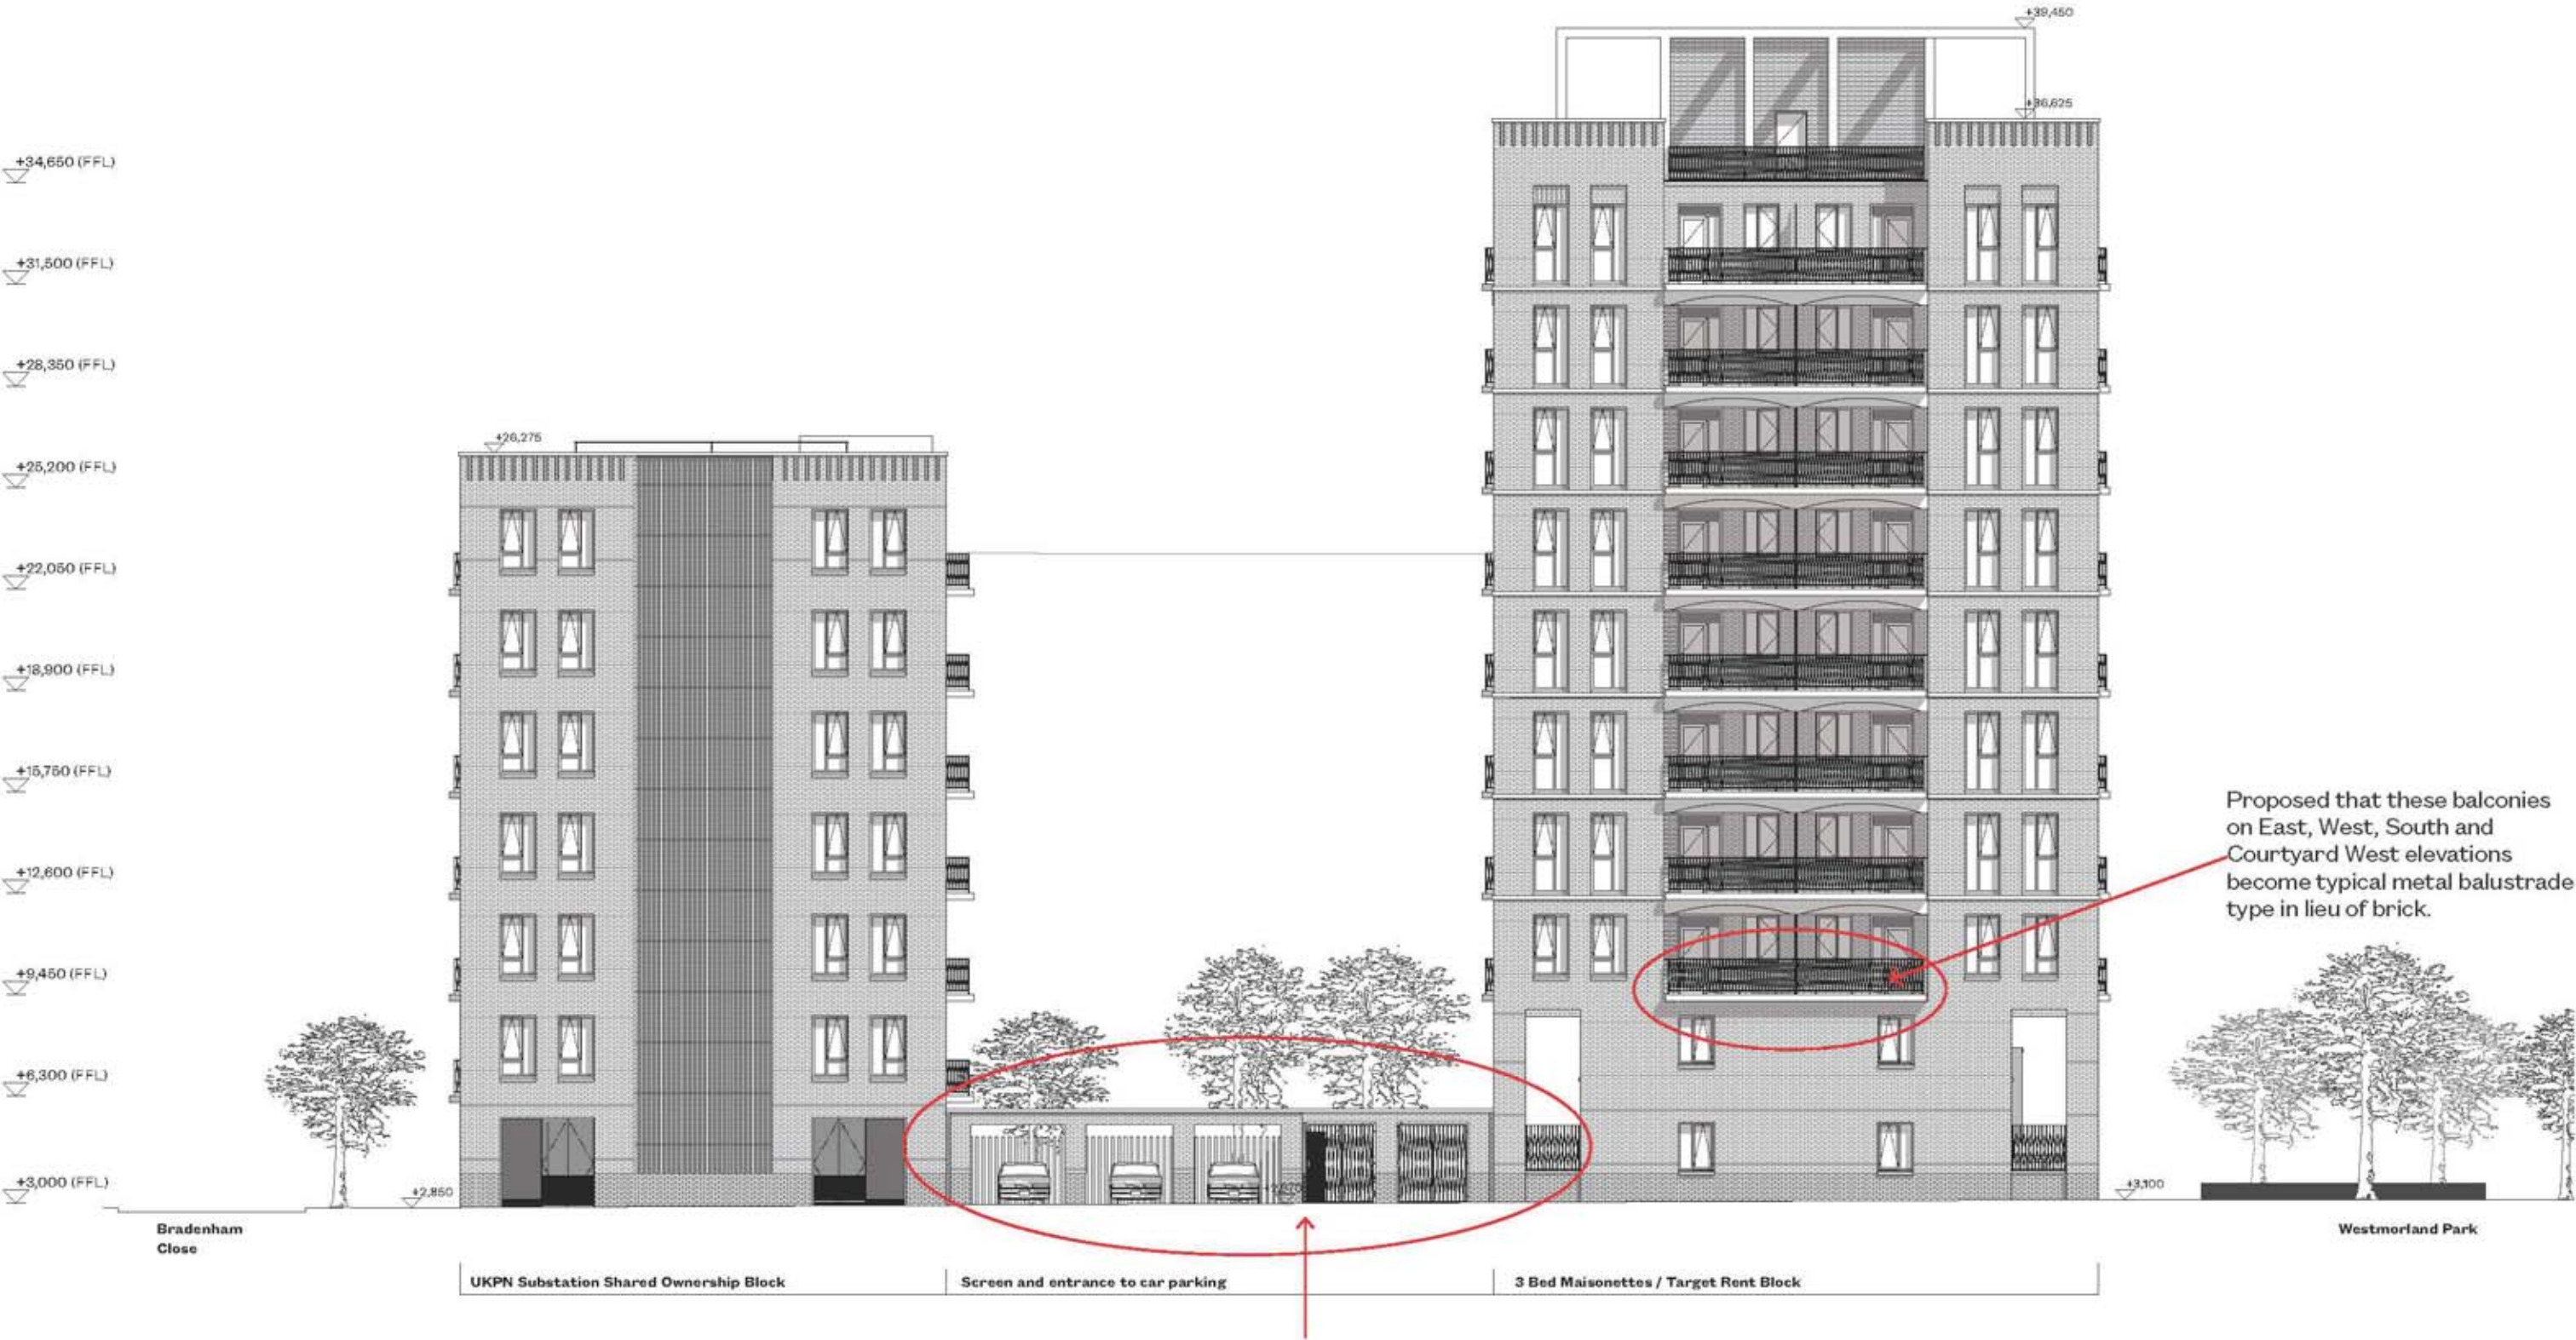 +39,450
+36,625
+34,650 (FFL)
+31,500 (FFL)
+28,350 (FFL)
+26,275
+25,200 (FFL)
+22,050 (FFL)
+18,900 (FFL)
+15,750 (FFL)
Proposed that these balconies
on East, West, South and
Courtyard West elevations
become typical metal balustrade
type in lieu of brick.
+12,600 (FFL)
+9,450 (FFL)
+6,300 (FFL)
+3,000 (FFL)
+2,850
+3,100
Bradenham
Close
Westmorland Park
UKPN Substation Shared Ownership Block
Screen and entrance to car parking
3 Bed Maisonettes / Target Rent Block